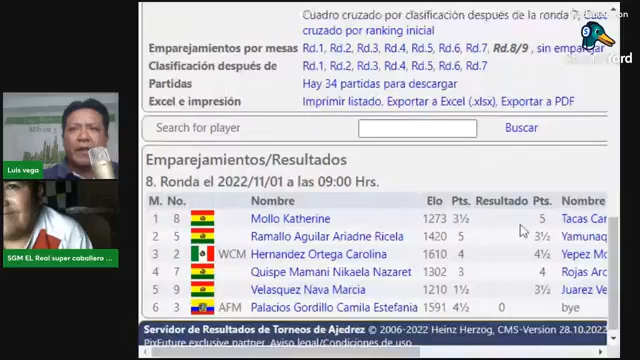 Cuadro cruzado por clasificación después de la ronda 7,
cruzado por ranking inicial
Emparejamientos por mesas Rd.1, Rd.2, Rd.3, Rd.4, Rd.5, Rd.6, Rd.7, Rd.8/9 , sin emparejar
Clasificación después de Rd.1, Rd.2, Rd.3, Rd.4, Rd.5, Rd.6, Rd.7
Partidas Hay 34 partidas para descargar
Excel e impresión Imprimir listado, Exportar a Excel (.xlsx), Exportar a PDF
Search for player Buscar
Emparejamientos/Resultados
8. Ronda el 2022/11/01 a las 09:00 Hrs.
M. No. Nombre Elo Pts. Resultado Pts. Nombre
1 8 Mollo Katherine 1273 3½ 5 Tacas Car
2 5 Ramallo Aguilar Ariadne Ricela 1420 5 3½ Yamunaq
3 2 WCM Hernandez Ortega Carolina 1610 4 4½ Yepez Mo
4 7 Quispe Mamani Nikaela Nazaret 1302 3 4 Rojas Arc
5 9 Velasquez Nava Marcia 1210 1½ 3½ Juarez Ve
6 3 AFM Palacios Gordillo Camila Estefania 1591 4½ 0 bye
Servidor de Resultados de Torneos de Ajedrez © 2006-2022 Heinz Herzog, CMS-Version 28.10.2022
PixFuture exclusive partner, Aviso legal/Condiciones de uso
Luis vega
SGM EL Real super caballero